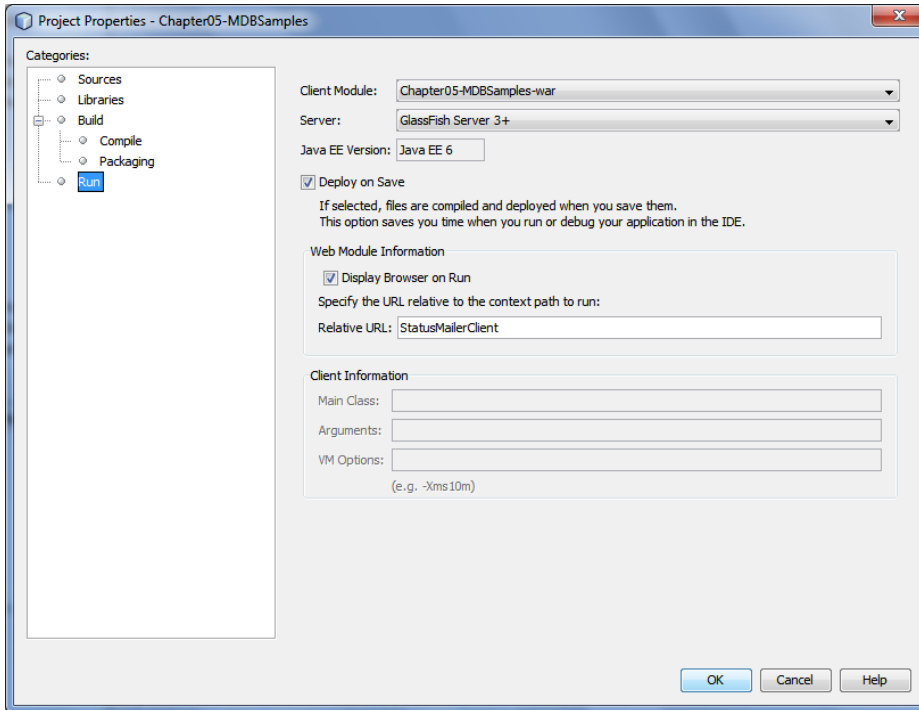 Project Properties - Chapter05-MDBSamples
x
Categories:
Sources
Libraries
Build
Compile
Packaging
Run
Client Module: Chapter05-MDBSamples-war
Server: GlassFish Server 3+
Java EE Version: Java EE 6
Deploy on Save
If selected, files are compiled and deployed when you save them.
This option saves you time when you run or debug your application in the IDE.
Web Module Information
Display Browser on Run
Specify the URL relative to the context path to run:
Relative URL: StatusMailerClient
Client Information
Main Class:
Arguments:
VM Options:
(e.g. -Xms10m)
OK Cancel Help